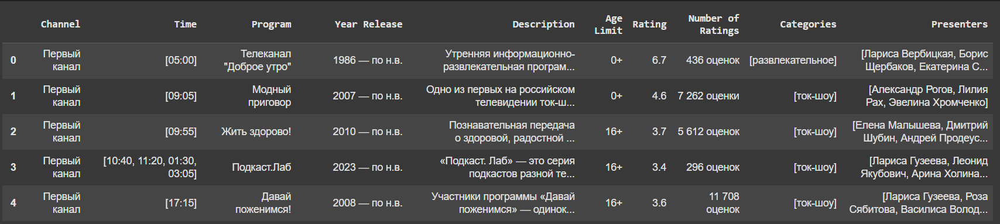 Channel Time Program Year Release Description Age Limit Rating Number of Ratings Categories Presenters
0 Первый канал [05:00] Телеканал "Доброе утро" 1986 — по н.в. Утренняя информационно-развлекательная програм... 0+ 6.7 436 оценок [развлекательное] [Лариса Вербицкая, Борис Щербаков, Екатерина С...
1 Первый канал [09:05] Модный приговор 2007 — по н.в. Одно из первых на российском телевидении ток-ш... 0+ 4.6 7 262 оценки [ток-шоу] [Александр Рогов, Лилия Рах, Эвелина Хромченко]
2 Первый канал [09:55] Жить здорово! 2010 — по н.в. Познавательная передача о здоровой, радостной ... 16+ 3.7 5 612 оценок [ток-шоу] [Елена Малышева, Дмитрий Шубин, Андрей Продеус...
3 Первый канал [10:40, 11:20, 01:30, 03:05] Подкаст.Лаб 2023 — по н.в. «Подкаст. Лаб» — это серия подкастов разной те... 16+ 3.4 296 оценок [ток-шоу] [Лариса Гузеева, Леонид Якубович, Арина Холина...
4 Первый канал [17:15] Давай поженимся! 2008 — по н.в. Участники программы «Давай поженимся» — одинок... 16+ 3.6 11 708 оценок [ток-шоу] [Лариса Гузеева, Роза Сябитова, Василиса Волод...